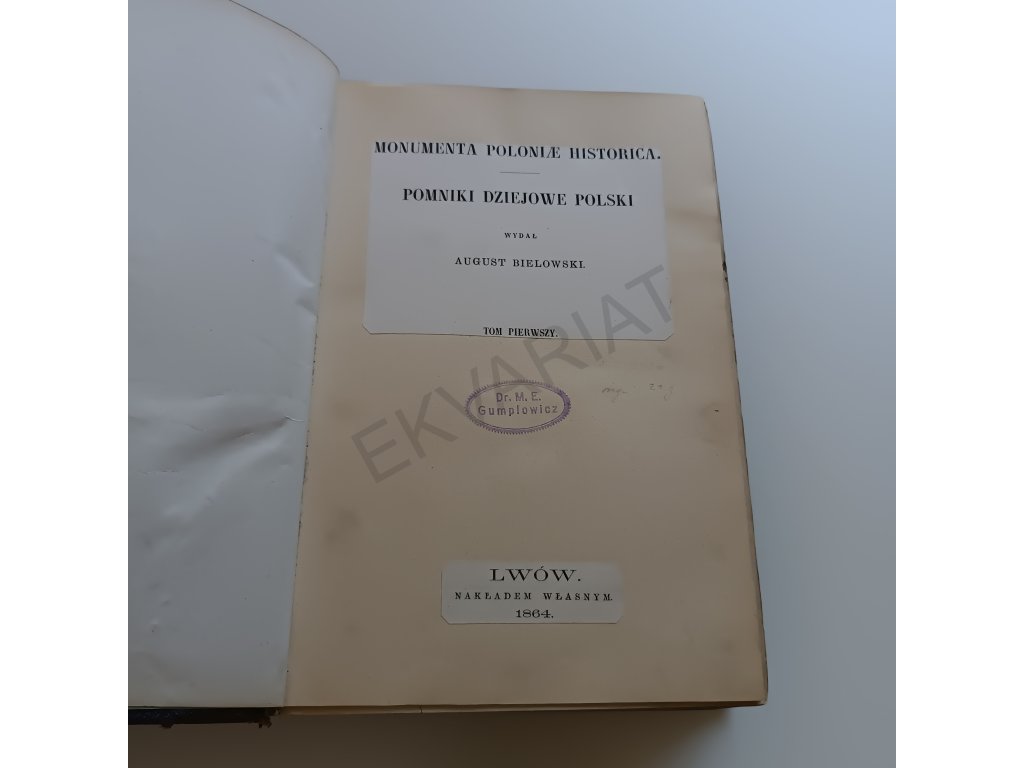 MONUMENTA POLONIÆ HISTORICA.
POMNIKI DZIEJOWE POLSKI
WYDAŁ
AUGUST BIELOWSKI.
TOM PIERWSZY.
EKVARIAT
Dr. M. E.
Gumplowicz
LWÓW.
NAKŁADEM WŁASNYM.
1864.